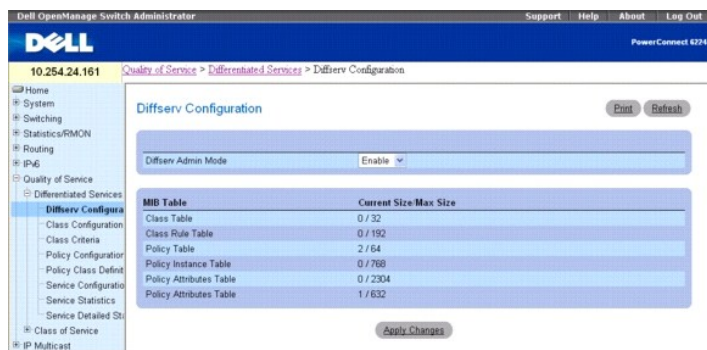 Dell OpenManage Switch Administrator
Support Help About Log Out
DELL
PowerConnect 6224
10.254.24.161
Quality of Service > Differentiated Services > Diffserv Configuration
Home
System
Switching
Statistics/RMON
Routing
IPv6
Quality of Service
Differentiated Services
Diffserv Configura
Class Configuration
Class Criteria
Policy Configuration
Policy Class Definit
Service Configuratio
Service Statistics
Service Detailed Sta
Class of Service
IP Multicast
Diffserv Configuration
Print Refresh
Diffserv Admin Mode Enable
MIB Table Current Size/Max Size
Class Table 0 / 32
Class Rule Table 0 / 192
Policy Table 2 / 64
Policy Instance Table 0 / 768
Policy Attributes Table 0 / 2304
Policy Attributes Table 1 / 632
Apply Changes